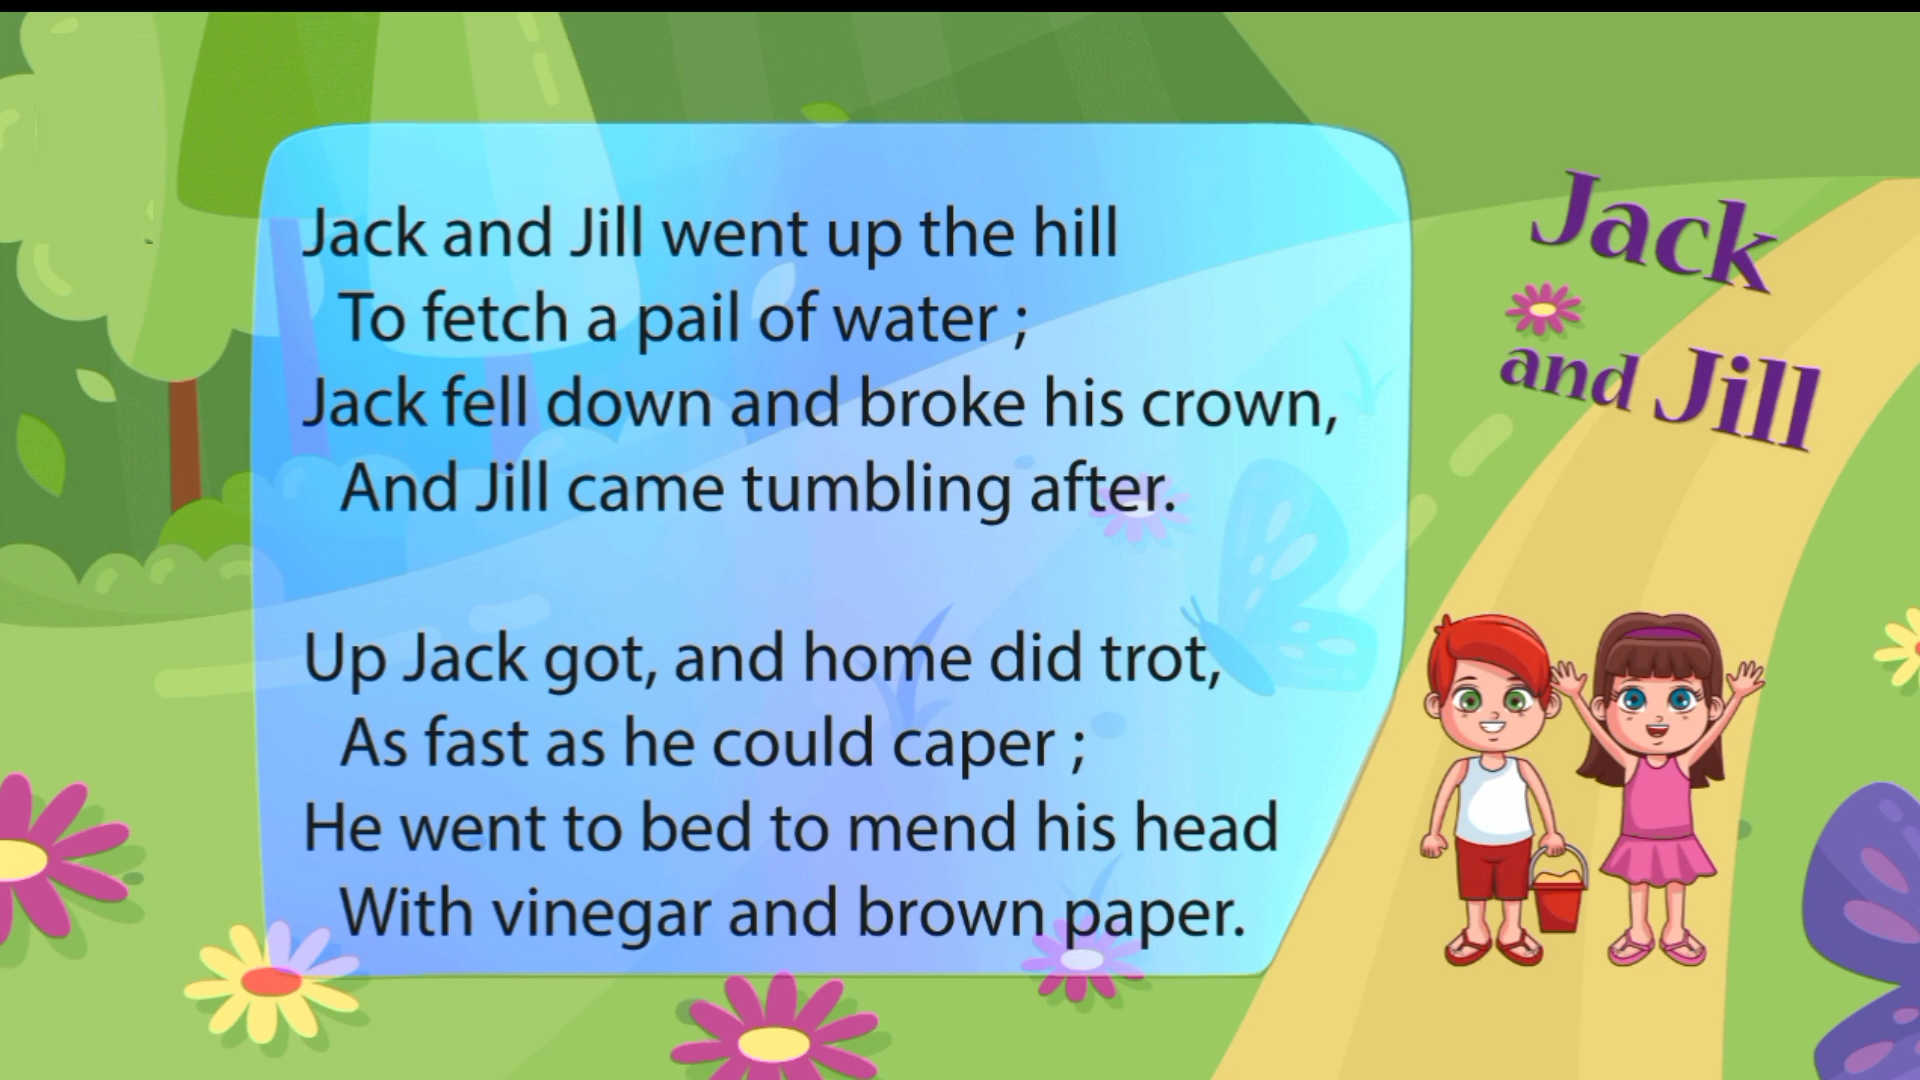 Jack and Jill went up the hill
To fetch a pail of water ;
Jack fell down and broke his crown,
And Jill came tumbling after.
Up Jack got, and home did trot,
As fast as he could caper ;
He went to bed to mend his head
With vinegar and brown paper.
Jack
and Jill